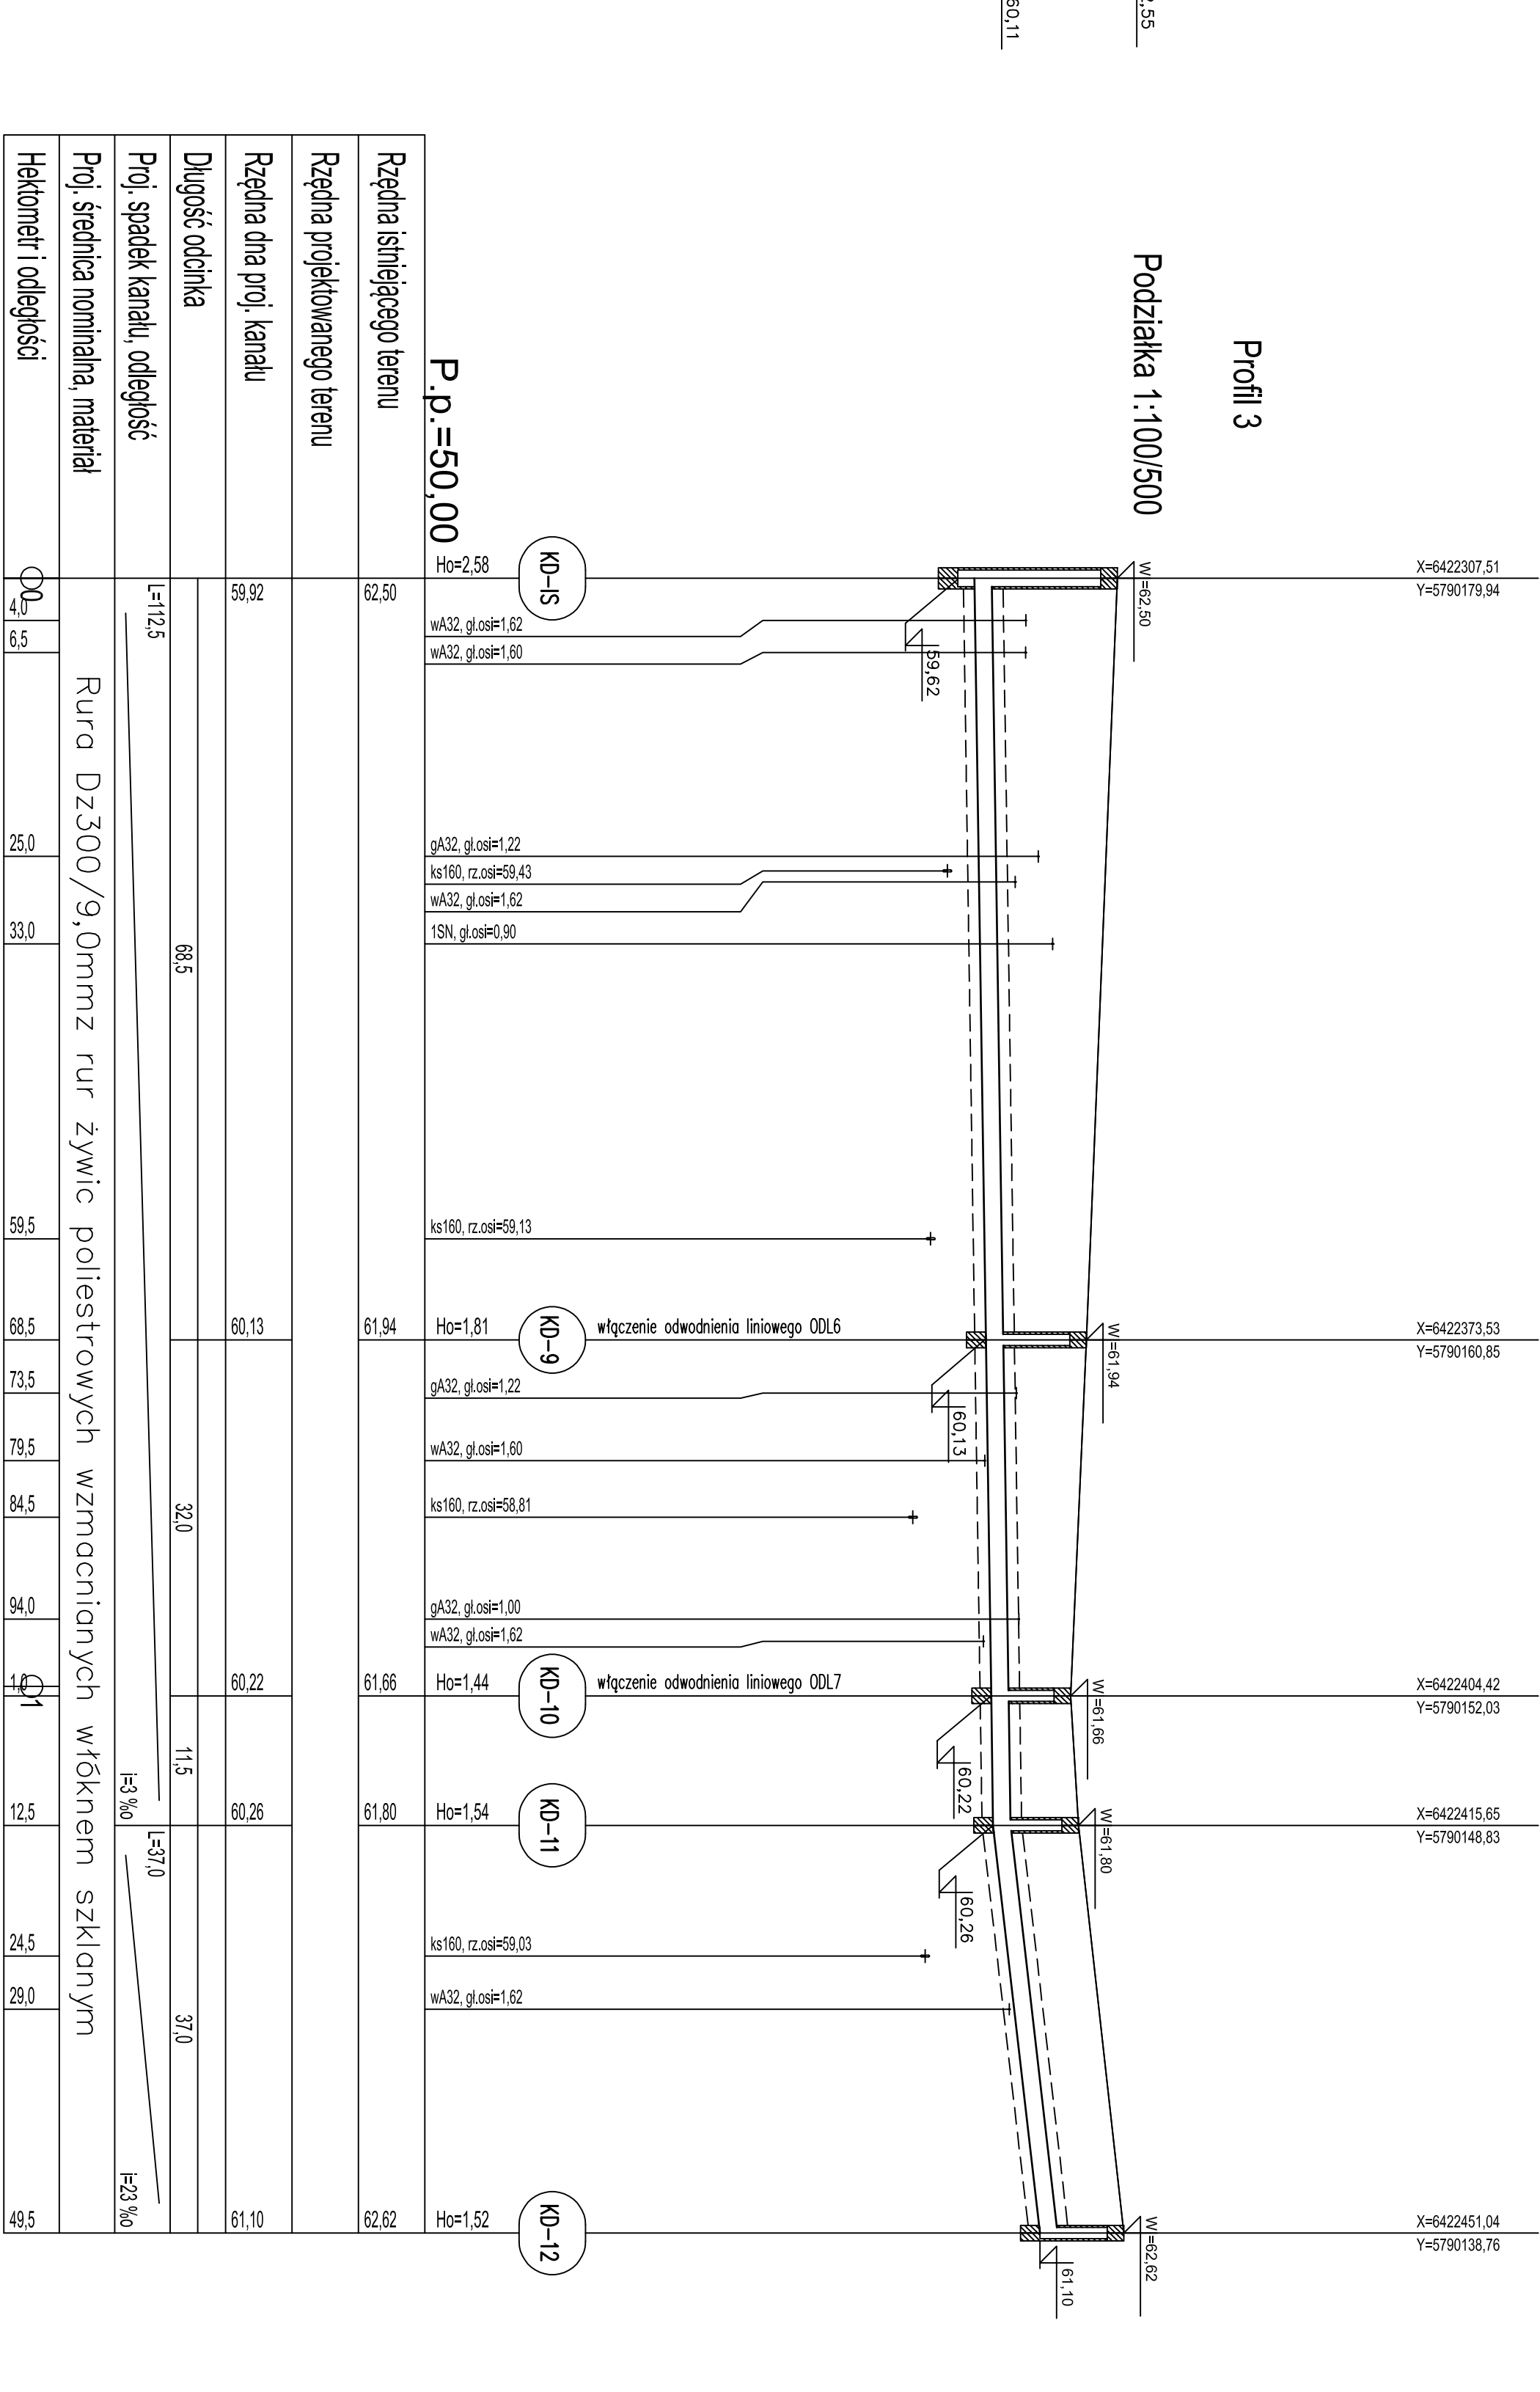 2,55
60,11
Profil 3
Podziałka 1:100/500
X=6422307,51
Y=5790179,94
X=6422373,53
Y=5790160,85
X=6422404,42
Y=5790152,03
X=6422415,65
Y=5790148,83
X=6422451,04
Y=5790138,76
W=62,50
W=61,94
W=61,66
W=61,80
W=62,62
59,62
60,13
60,22
60,26
61,10
KD-IS
KD-9
włączenie odwodnienia liniowego ODL6
KD-10
włączenie odwodnienia liniowego ODL7
KD-11
KD-12
P.p.=50,00
Ho=2,58
wA32, gł.osi=1,62
wA32, gł.osi=1,60
gA32, gł.osi=1,22
ks160, rz.osi=59,43
wA32, gł.osi=1,62
1SN, gł.osi=0,90
ks160, rz.osi=59,13
Ho=1,81
gA32, gł.osi=1,22
wA32, gł.osi=1,60
ks160, rz.osi=58,81
gA32, gł.osi=1,00
wA32, gł.osi=1,62
Ho=1,44
Ho=1,54
ks160, rz.osi=59,03
wA32, gł.osi=1,62
Ho=1,52
Rzędna istniejącego terenu
62,50
61,94
61,66
61,80
62,62
Rzędna projektowanego terenu
Rzędna dna proj. kanału
59,92
60,13
60,22
60,26
61,10
Długość odcinka
68,5
32,0
11,5
37,0
Proj. spadek kanału, odległość
L=112,5
i=3 %o
L=37,0
i=23 %o
Proj. średnica nominalna, materiał
Rura Dz300/9,0mmz rur żywic poliestrowych wzmacnianych włóknem szklanym
Hektometr i odległości
0
4,0
6,5
25,0
33,0
59,5
68,5
73,5
79,5
84,5
94,0
1,0
1
12,5
24,5
29,0
49,5